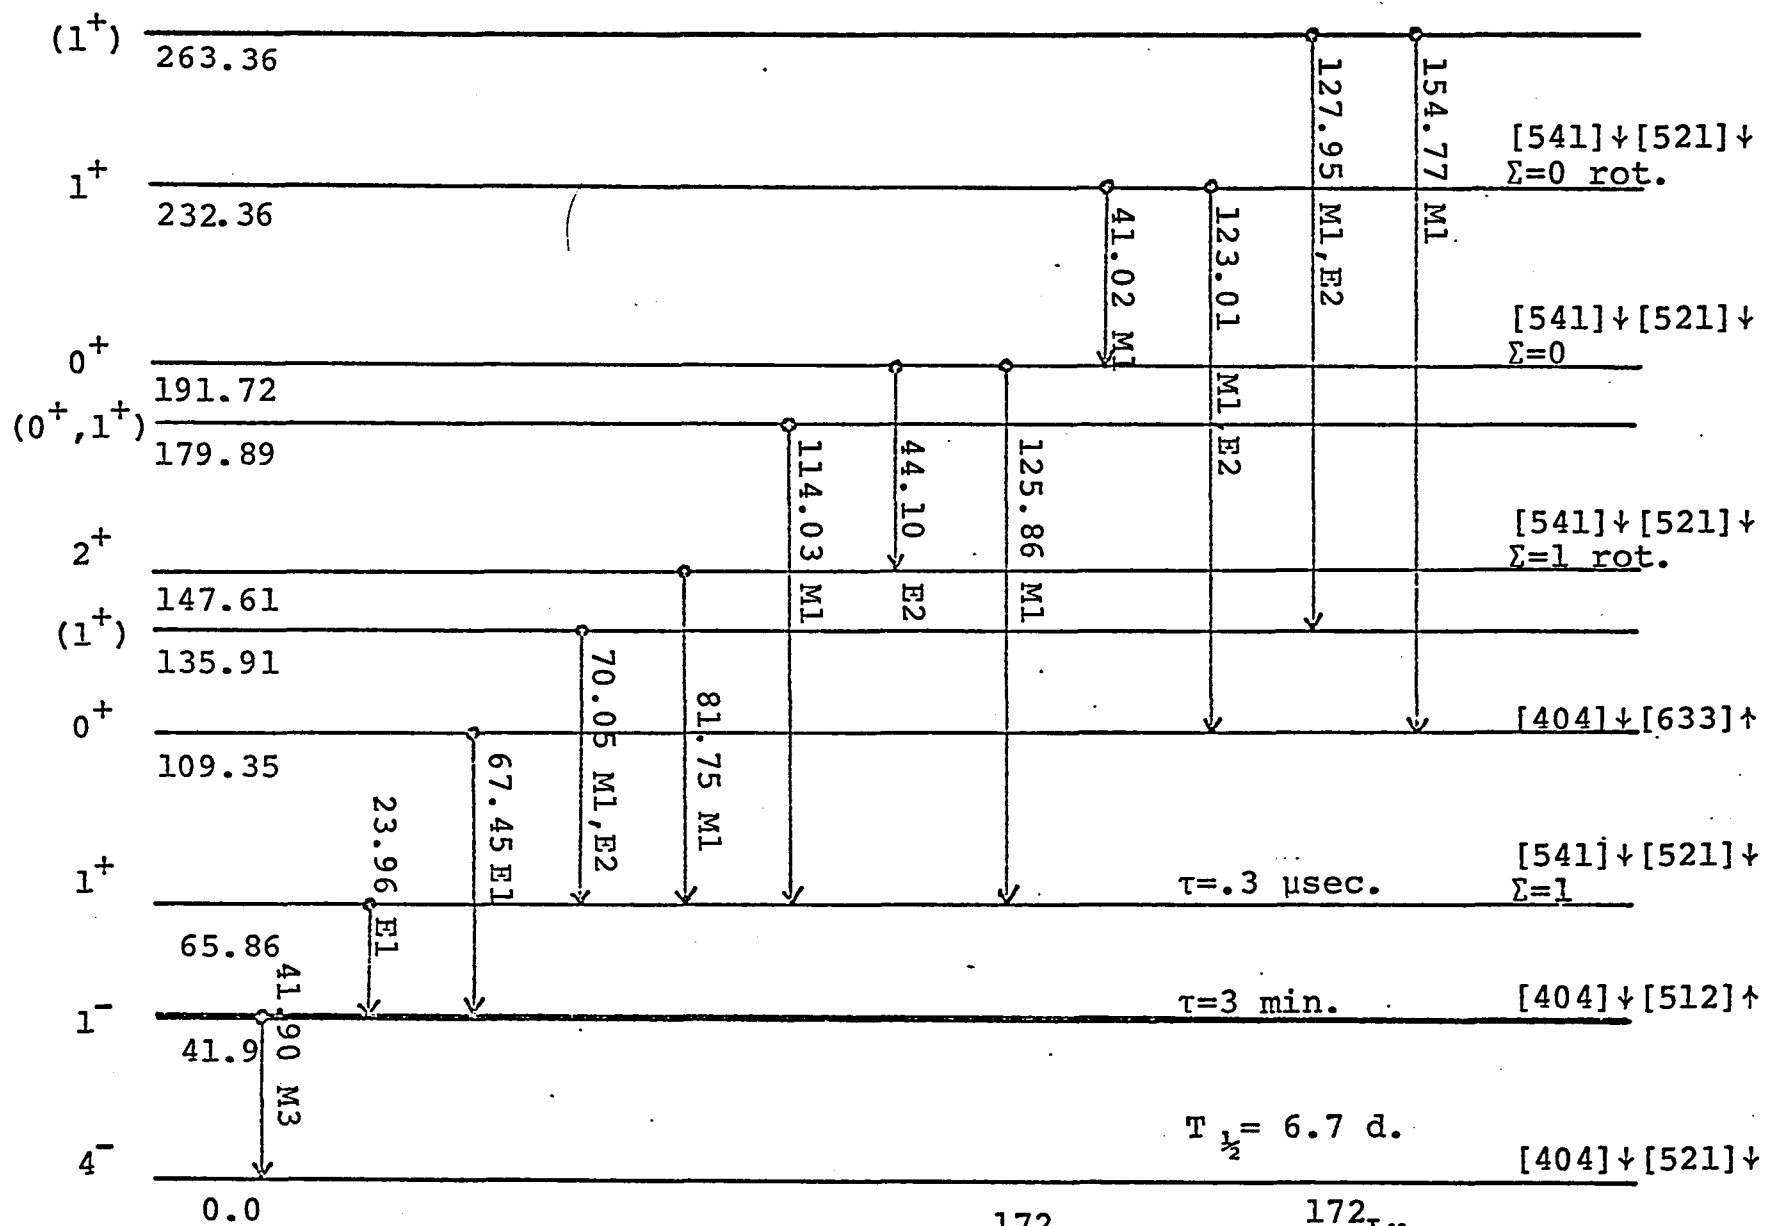 (1+)
263.36
127.95 M1,E2
154.77 M1
[541]↓[521]↓
Σ=0 rot.
1+
232.36
41.02 M1
123.01 M1,E2
[541]↓[521]↓
Σ=0
0+
191.72
44.10 E2
125.86 M1
(0+,1+)
179.89
114.03 M1
[541]↓[521]↓
Σ=1 rot.
2+
147.61
81.75 M1
(1+)
135.91
70.05 M1,E2
0+
109.35
67.45 E1
[404]↓[633]↑
1+
65.86
23.96 E1
τ=.3 μsec.
[541]↓[521]↓
Σ=1
1-
41.9
41.90 M3
τ=3 min.
[404]↓[512]↑
4-
0.0
T ½= 6.7 d.
[404]↓[521]↓
172
172